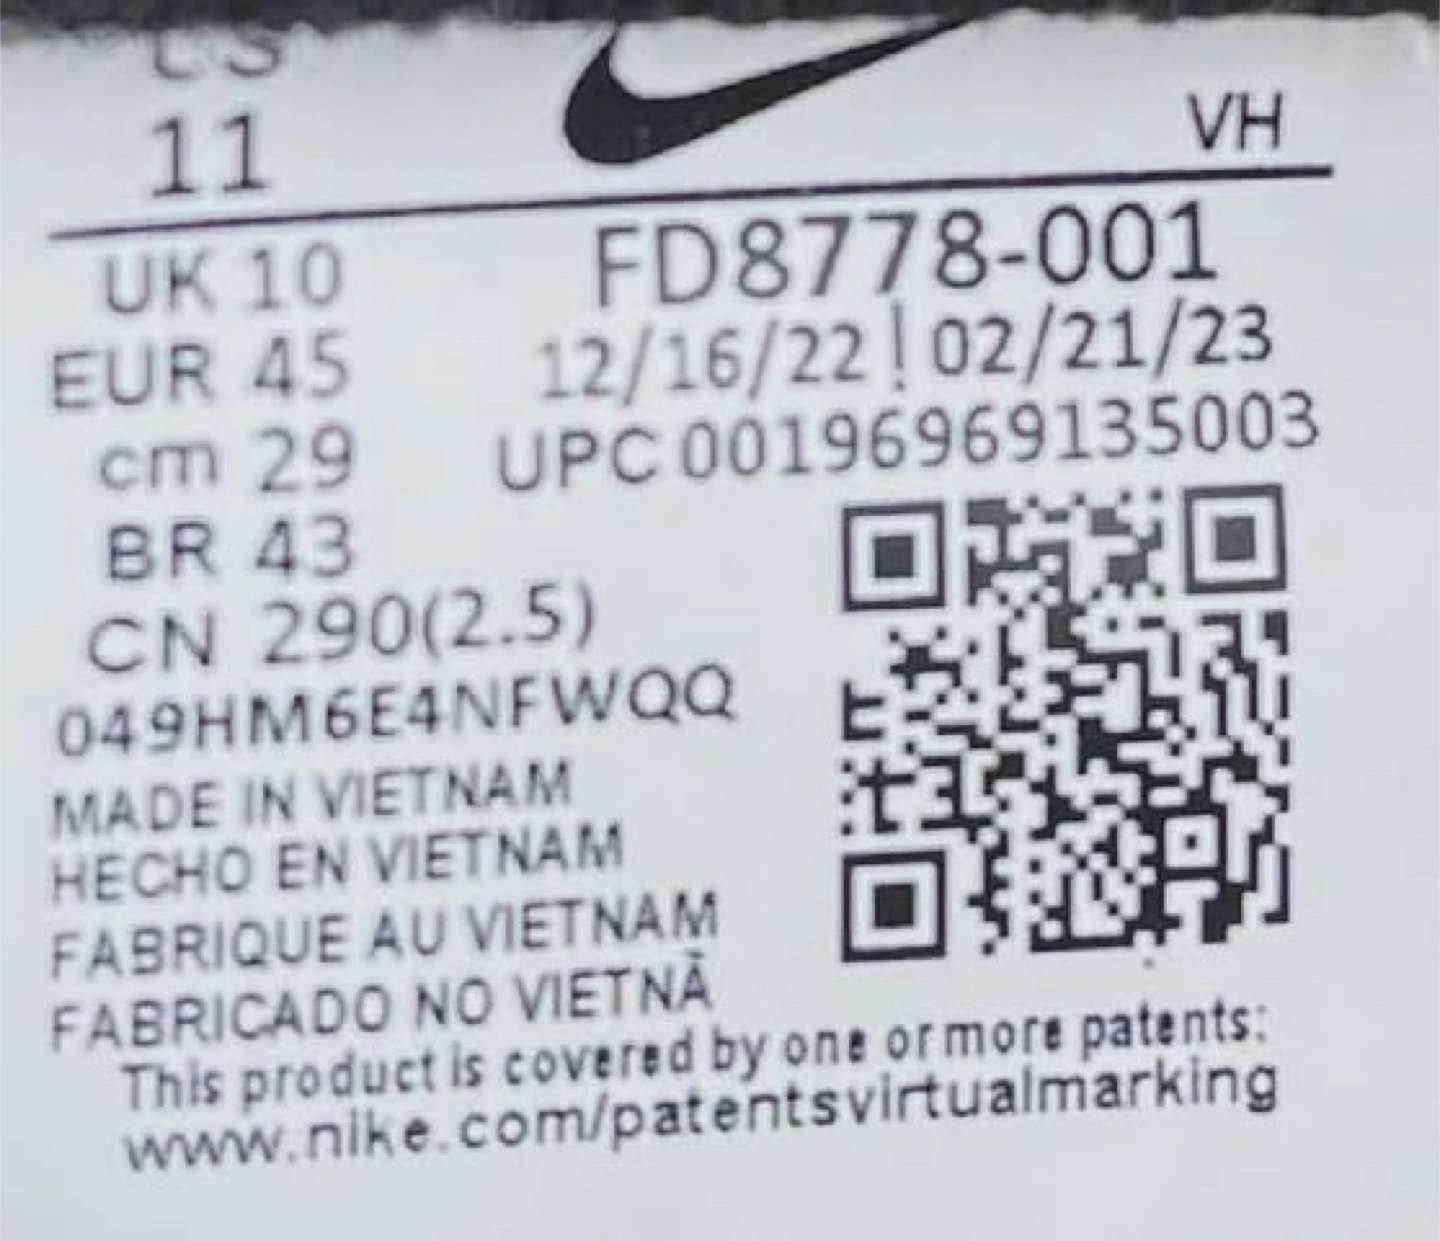 US
11
VH
UK 10
EUR 45
cm 29
BR 43
CN 290(2.5)
FD8778-001
12/16/22 ! 02/21/23
UPC 00196969135003
049HM6E4NFWQQ
MADE IN VIETNAM
HECHO EN VIETNAM
FABRIQUE AU VIETNAM
FABRICADO NO VIETNÃ
This product is covered by one or more patents:
www.nike.com/patentsvirtualmarking